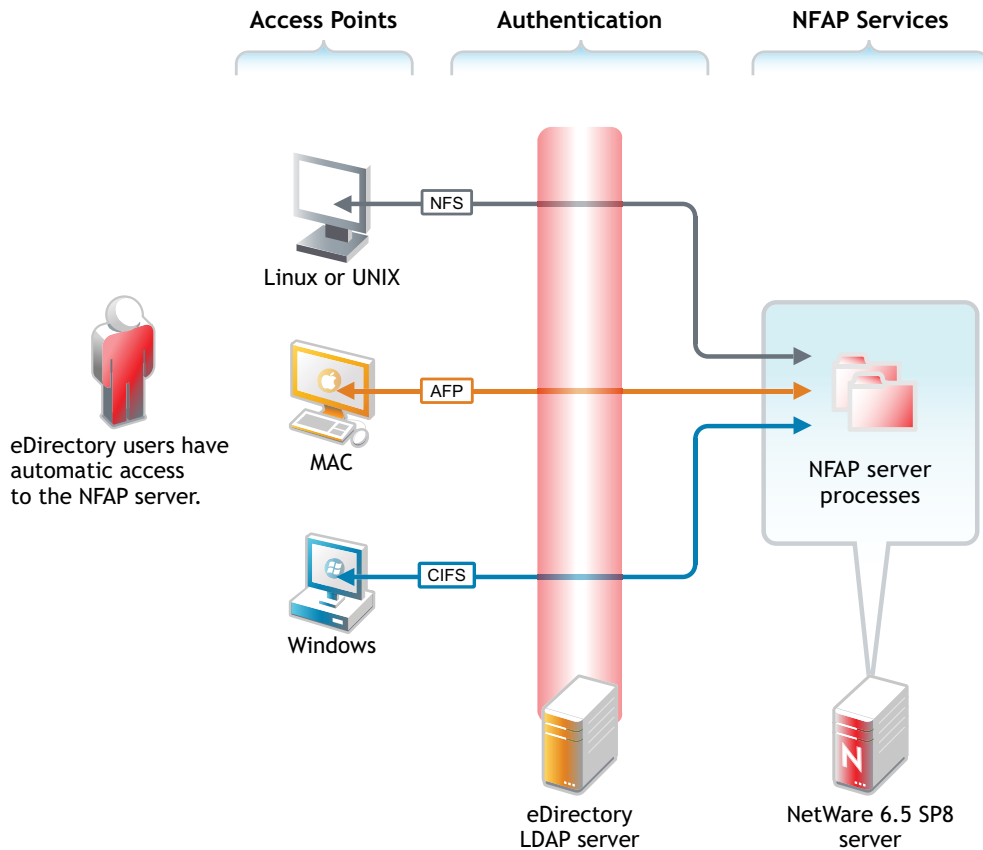 Access Points
Authentication
NFAP Services
NFS
Linux or UNIX
eDirectory users have
automatic access
to the NFAP server.
AFP
MAC
NFAP server
processes
CIFS
Windows
N
eDirectory
LDAP server
NetWare 6.5 SP8
server